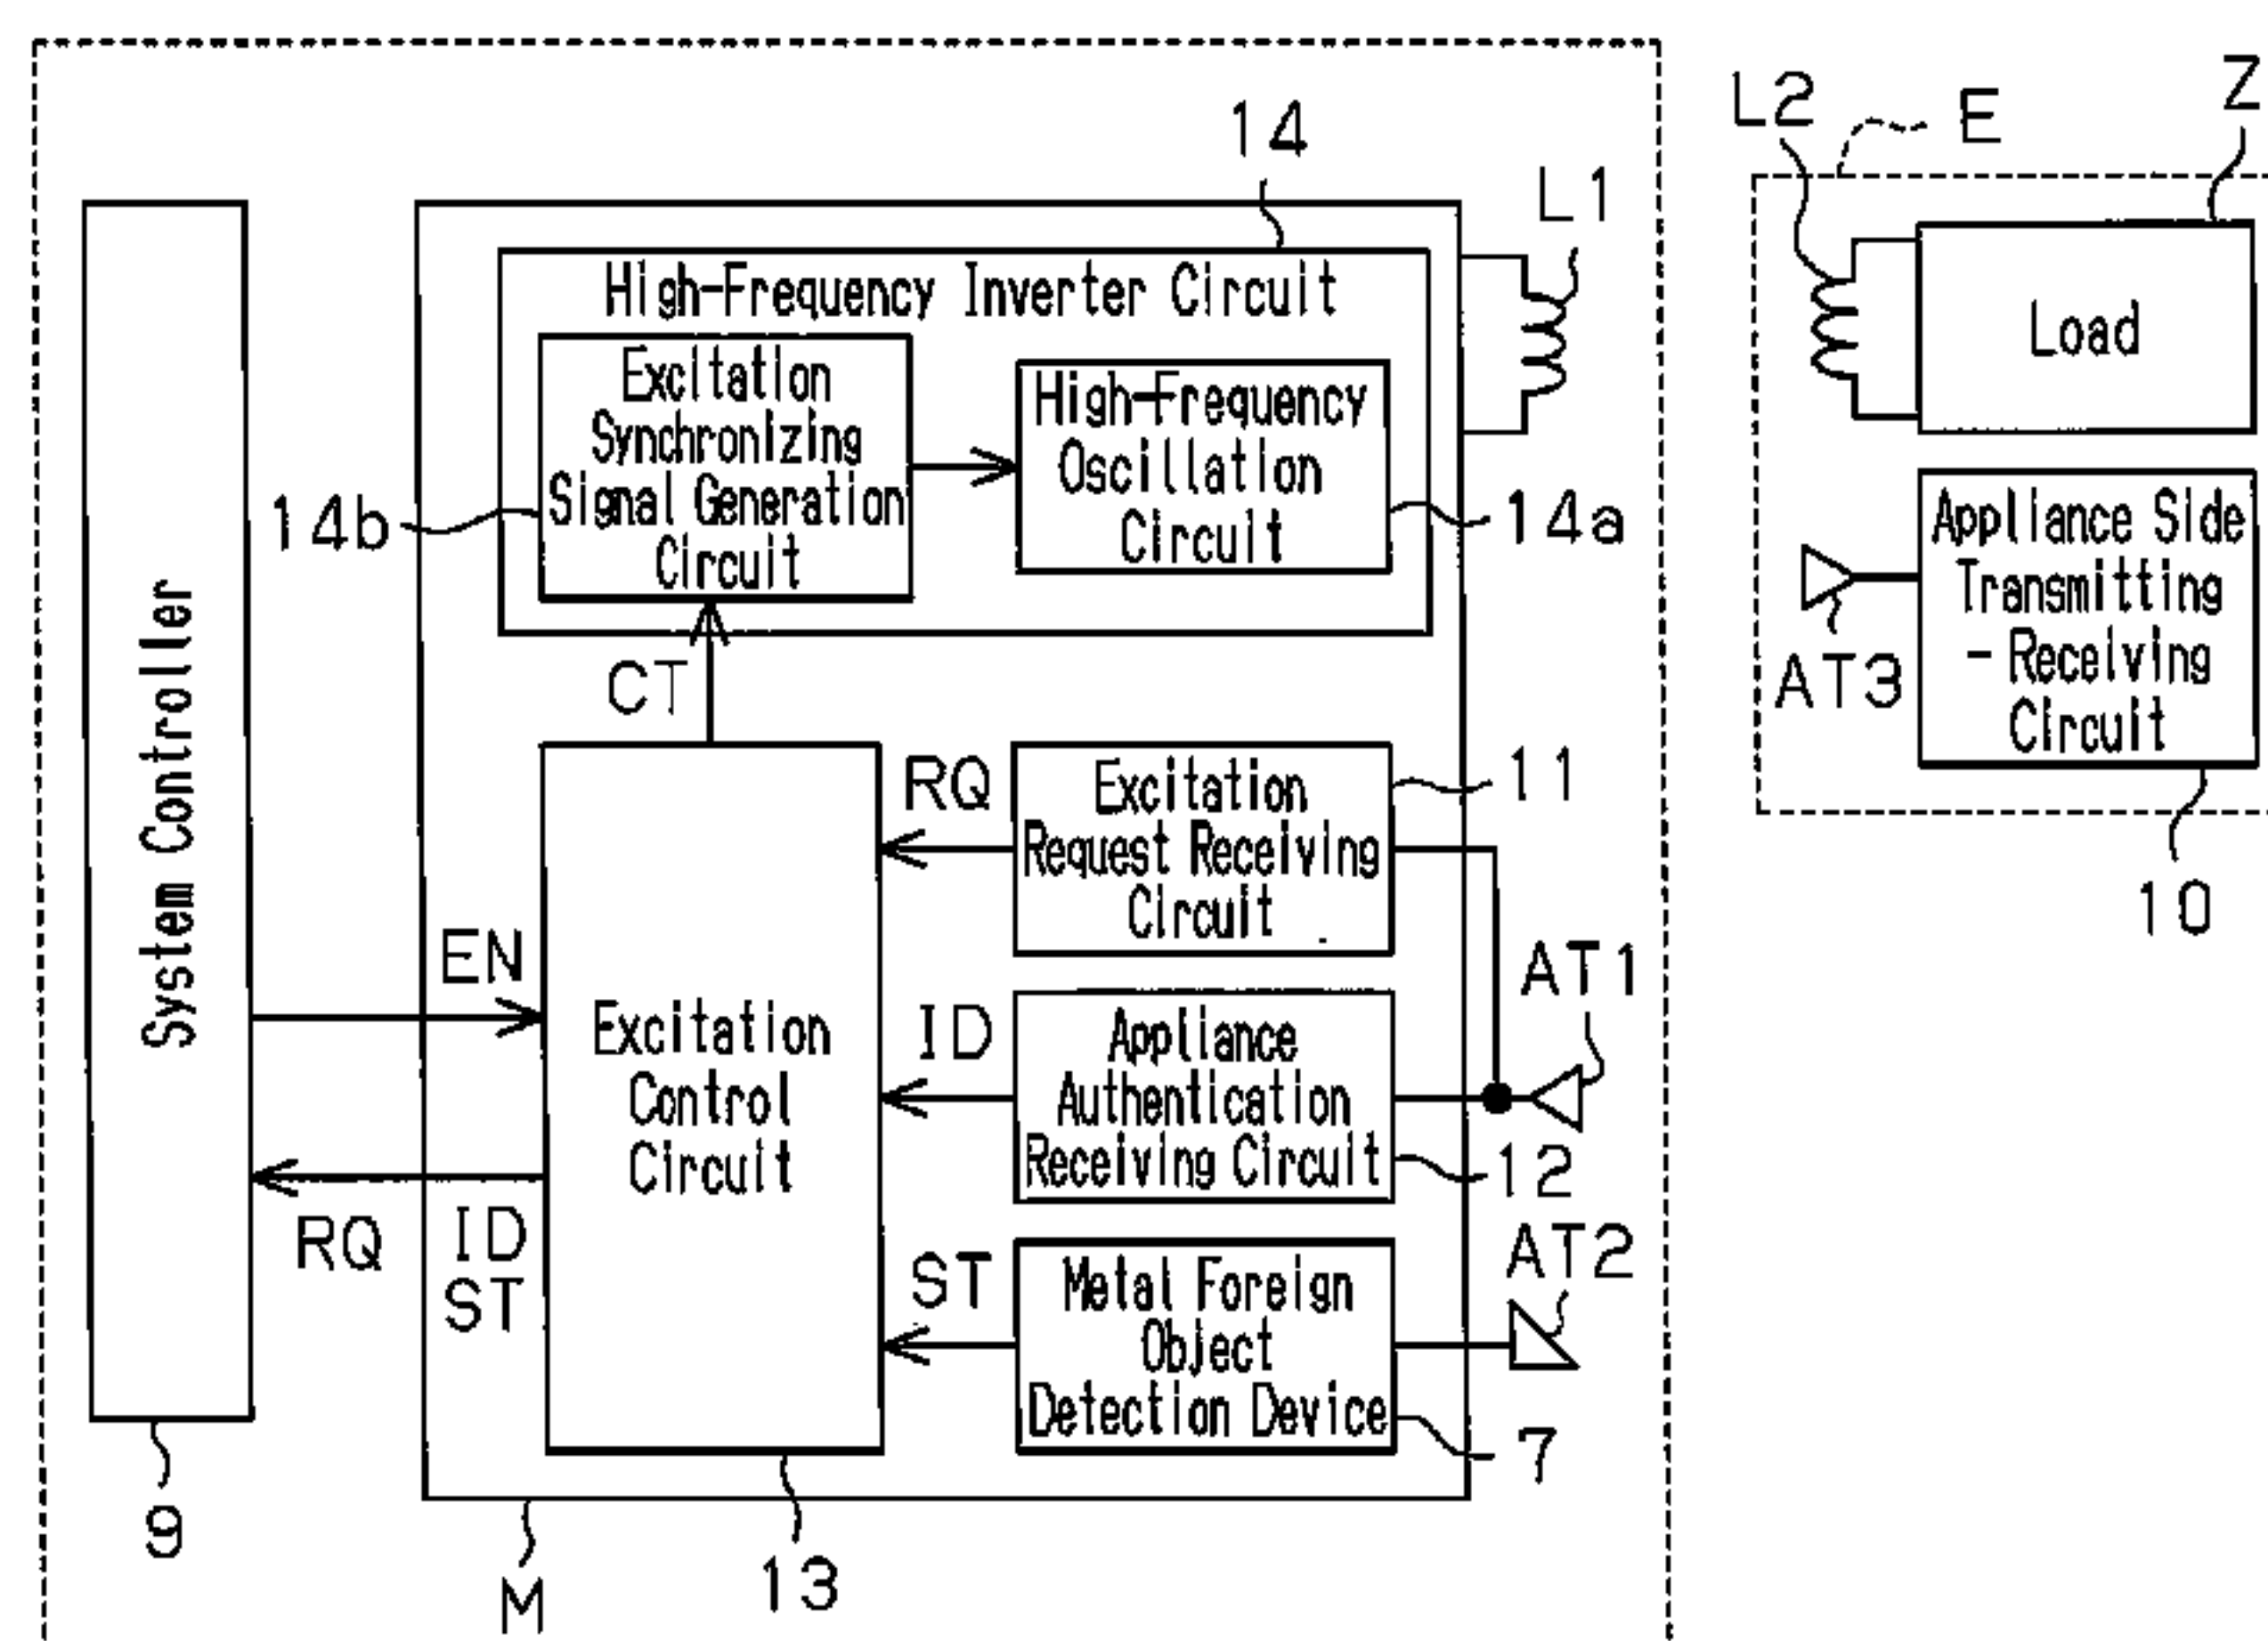 14
L1
High-Frequency Inverter Circuit
Excitation
Synchronizing
Signal Generation
Circuit
High-Frequency
Oscillation
Circuit
14b
14a
CT
System Controller
9
EN
RQ
ID
ST
Excitation
Control
Circuit
13
M
RQ
Excitation
Request Receiving
Circuit
11
ID
Appliance
Authentication
Receiving Circuit
12
AT1
ST
Metal Foreign
Object
Detection Device
7
AT2
L2
E
Z
Load
AT3
Appliance Side
Transmitting
-Receiving
Circuit
10